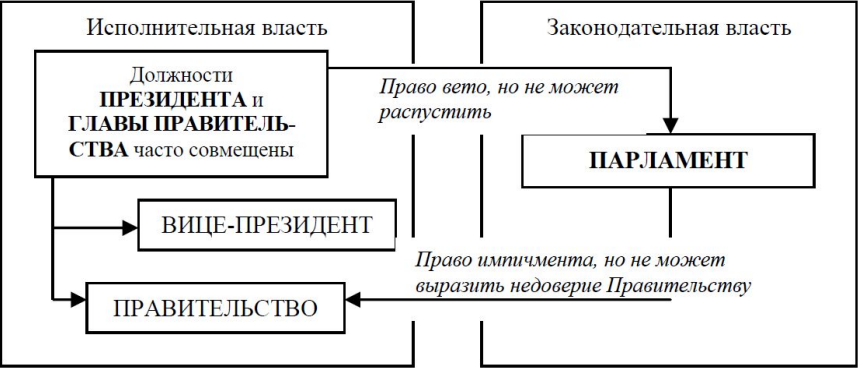 Исполнительная власть
Законодательная власть
Должности
ПРЕЗИДЕНТА и
ГЛАВЫ ПРАВИТЕЛЬ-
СТВА часто совмещены
Право вето, но не может
распустить
ПАРЛАМЕНТ
ВИЦЕ-ПРЕЗИДЕНТ
Право импичмента, но не может
выразить недоверие Правительству
ПРАВИТЕЛЬСТВО